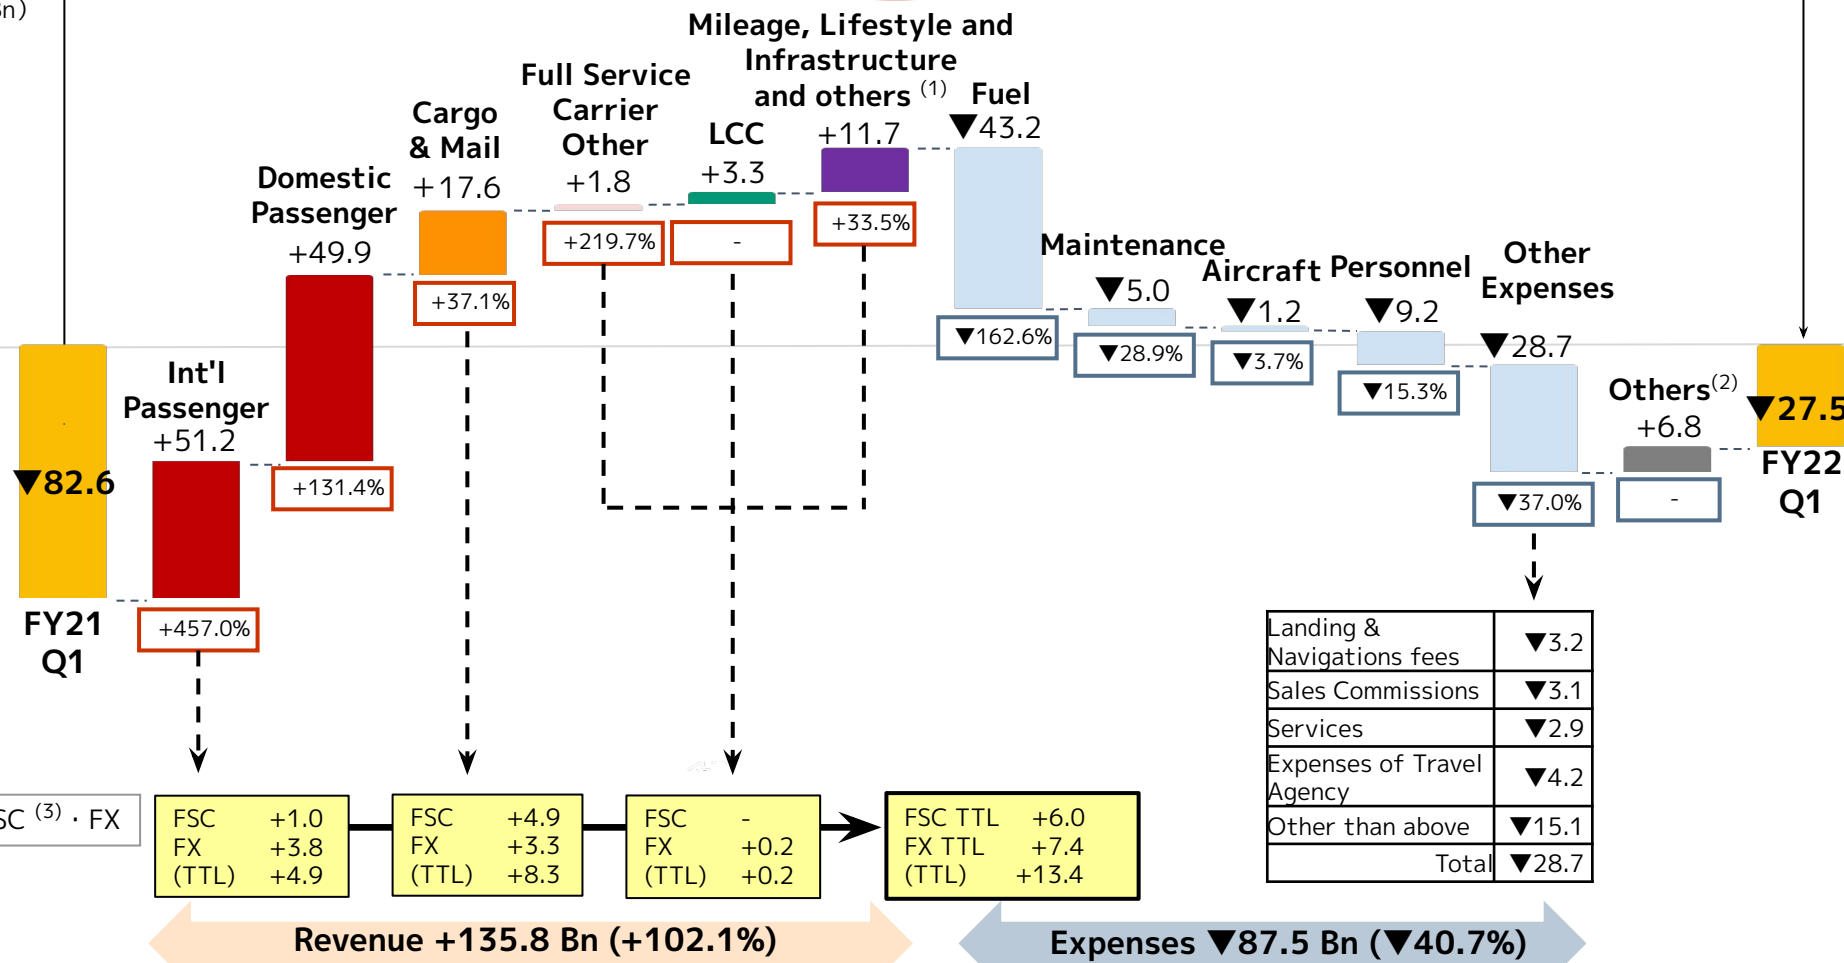 Mileage, Lifestyle and
Infrastructure
and others (1)
+11.7
Full Service
Carrier
Other
+1.8
Cargo
& Mail
+17.6
LCC
+3.3
Fuel
▼43.2
Domestic
Passenger
+49.9
+37.1%
+219.7%
-
+33.5%
Maintenance
▼5.0
Aircraft
▼1.2
Personnel
▼9.2
Other
Expenses
▼28.7
▼162.6%
▼28.9%
▼3.7%
▼15.3%
Int'l
Passenger
+51.2
▼82.6
+131.4%
Others(2)
+6.8
▼27.5
▼37.0%
-
FY22
Q1
FY21
Q1
+457.0%
Landing &
Navigations fees ▼3.2
Sales Commissions ▼3.1
Services ▼2.9
Expenses of Travel
Agency ▼4.2
Other than above ▼15.1
Total ▼28.7
(3) · FX
FSC +1.0
FX +3.8
(TTL) +4.9
FSC +4.9
FX +3.3
(TTL) +8.3
FSC -
FX +0.2
(TTL) +0.2
FSC TTL +6.0
FX TTL +7.4
(TTL) +13.4
Revenue +135.8 Bn (+102.1%)
Expenses ▼87.5 Bn (▼40.7%)